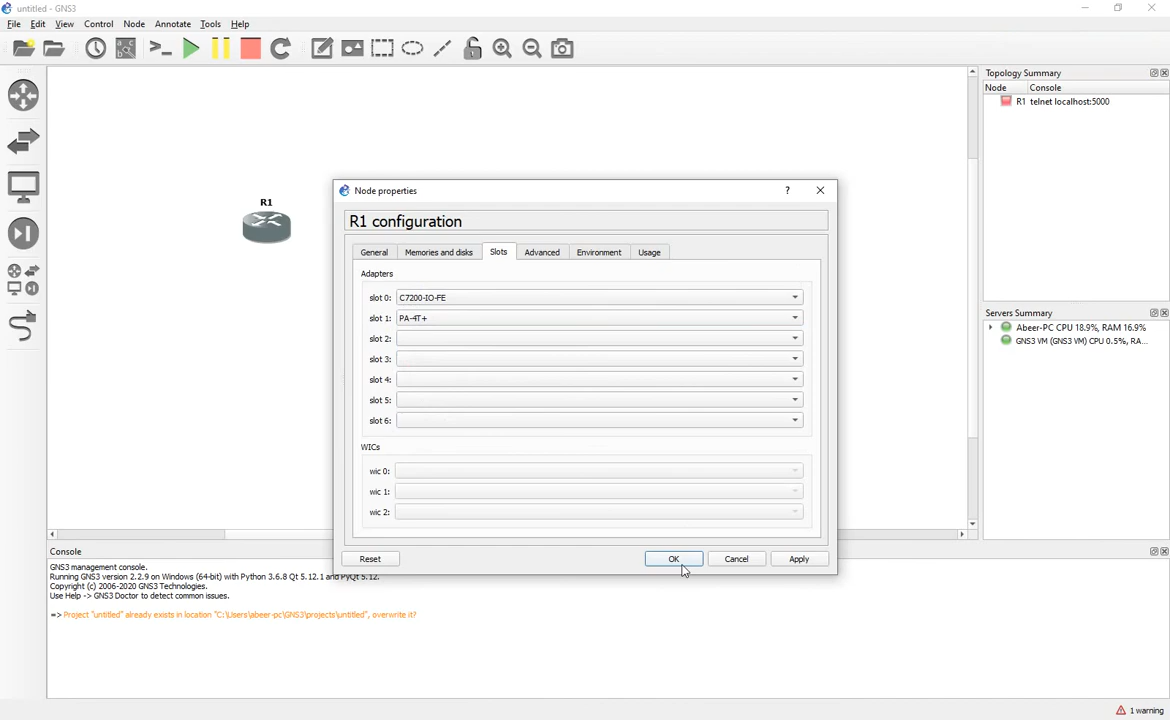 untitled - GNS3
File Edit View Control Node Annotate Tools Help
Topology Summary
Node Console
R1 telnet localhost:5000
R1
Node properties
?
R1 configuration
General Memories and disks Slots Advanced Environment Usage
Adapters
slot 0: C7200-IO-FE
slot 1: PA-4T+
slot 2:
slot 3:
slot 4:
slot 5:
slot 6:
WICs
wic 0:
wic 1:
wic 2:
Reset OK Cancel Apply
Servers Summary
Abeer-PC CPU 18.9%, RAM 16.9%
GNS3 VM (GNS3 VM) CPU 0.5%, RA...
Console
GNS3 management console.
Running GNS3 version 2.2.9 on Windows (64-bit) with Python 3.6.8 Qt 5.12.1 and PyQt 5.12.
Copyright (c) 2006-2020 GNS3 Technologies.
Use Help -> GNS3 Doctor to detect common issues.
=> Project "untitled" already exists in location "C:\Users\abeer-pc\GNS3\projects\untitled", overwrite it?
1 warning